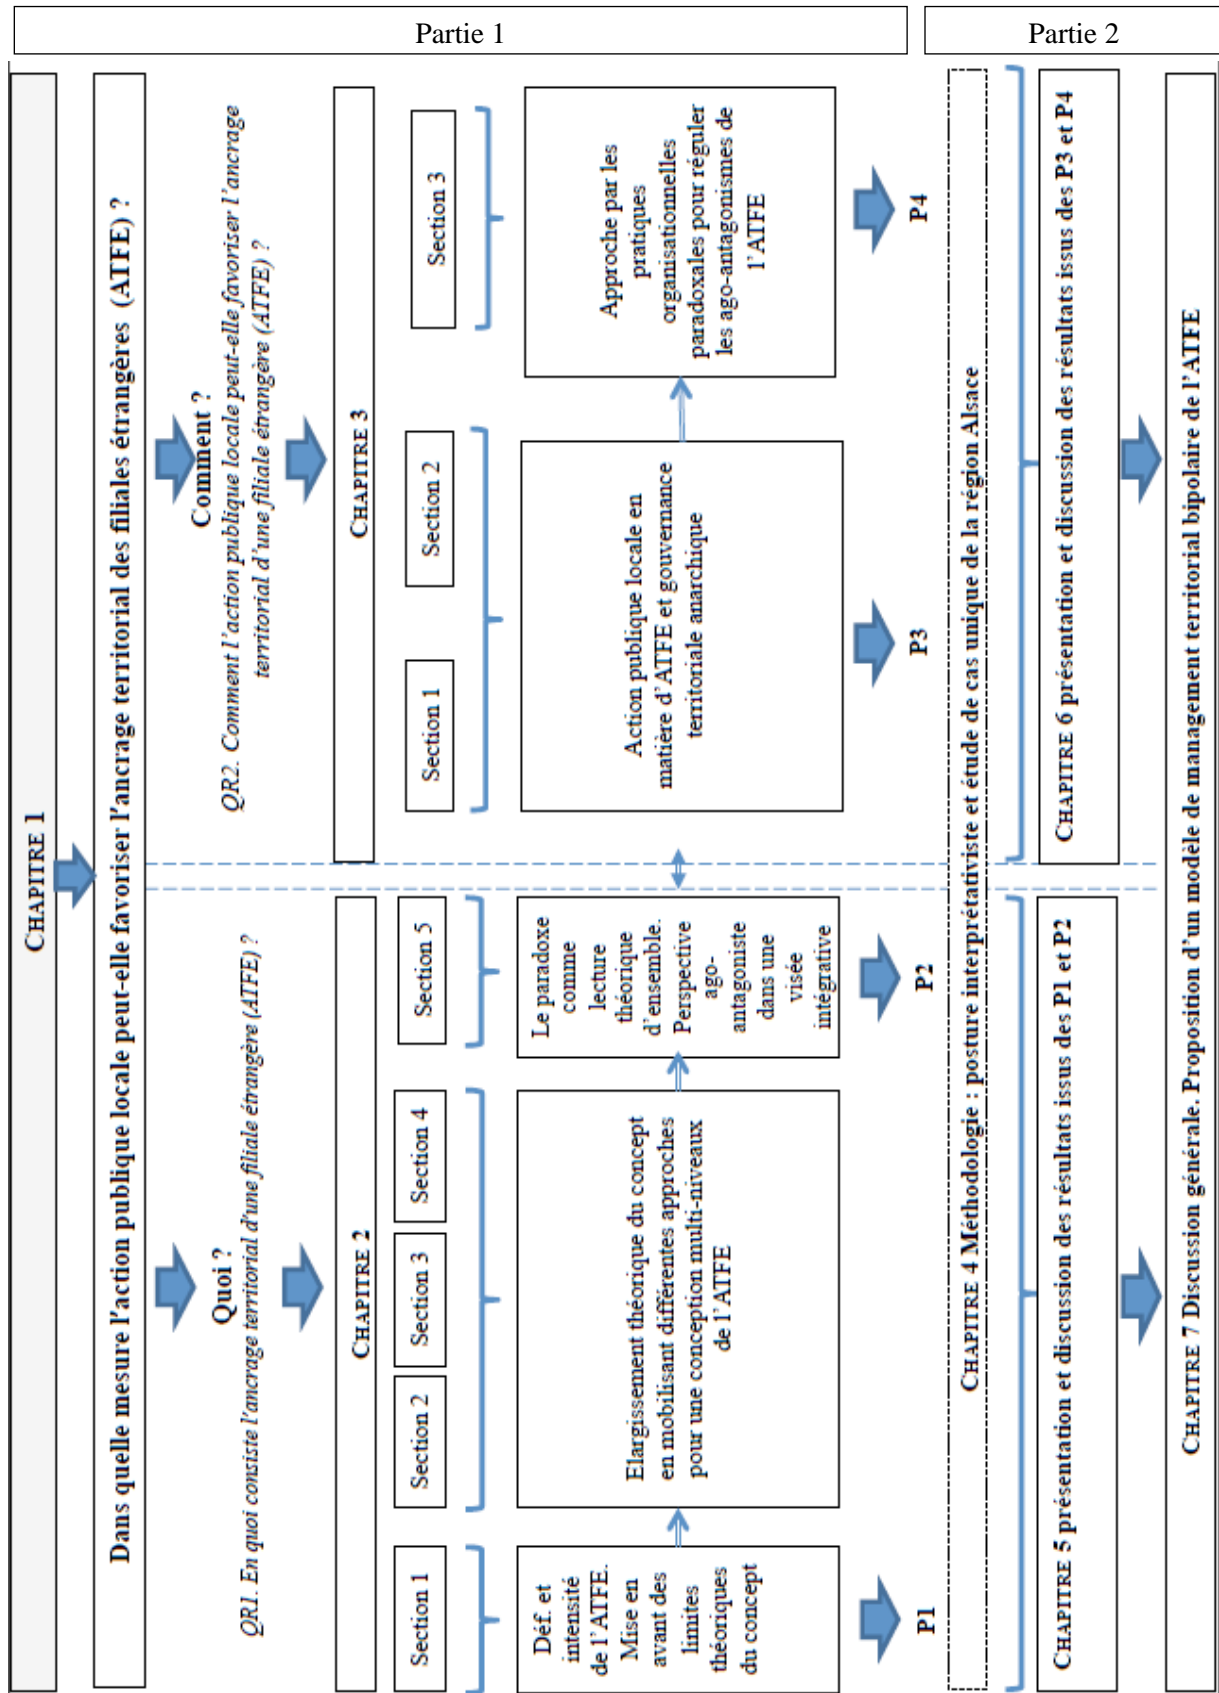 Partie 1
Partie 2
CHAPITRE 1
Dans quelle mesure l'action publique locale peut-elle favoriser l'ancrage territorial des filiales étrangères (ATFE) ?
Quoi ?
QR1. En quoi consiste l'ancrage territorial d'une filiale étrangère (ATFE) ?
Comment ?
QR2. Comment l'action publique locale peut-elle favoriser l'ancrage
territorial d'une filiale étrangère (ATFE) ?
CHAPITRE 2
CHAPITRE 3
Section 1
Section 2
Section 3
Section 4
Section 5
Section 1
Section 2
Section 3
Déf. et
intensité
de l'ATFE.
Mise en
avant des
limites
théoriques
du concept
Elargissement théorique du concept
en mobilisant différentes approches
pour une conception multi-niveaux
de l'ATFE
Le paradoxe
comme
lecture
théorique
d'ensemble.
Perspective
ago-
antagoniste
dans une
visée
intégrative
Action publique locale en
matière d'ATFE et gouvernance
territoriale anarchique
Approche par les
pratiques
organisationnelles
paradoxales pour réguler
les ago-antagonismes de
l'ATFE
P1
P2
P3
P4
CHAPITRE 4 Méthodologie : posture interprétativiste et étude de cas unique de la région Alsace
CHAPITRE 5 présentation et discussion des résultats issus des P1 et P2
CHAPITRE 6 présentation et discussion des résultats issus des P3 et P4
CHAPITRE 7 Discussion générale. Proposition d'un modèle de management territorial bipolaire de l'ATFE